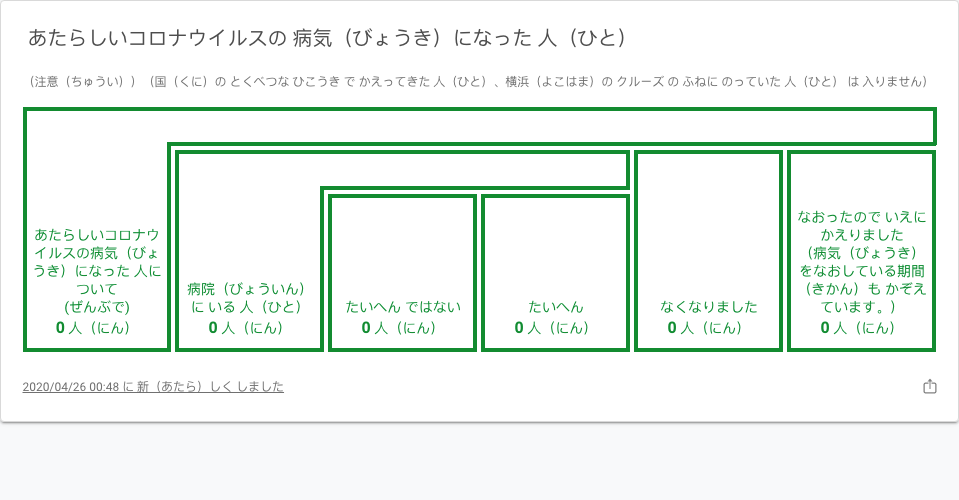 あたらしいコロナウイルスの 病気（びょうき）になった 人（ひと）
（注意（ちゅうい））（国（くに）の とくべつな ひこうき で かえってきた 人（ひと）、横浜（よこはま）の クルーズ の ふねに のっていた 人（ひと） は 入りません）
あたらしいコロナウ
イルスの病気（びょ
うき）になった 人に
ついて
(ぜんぶで)
0 人（にん）
病院（びょういん）
に いる 人（ひと）
0 人（にん）
たいへん ではない
0 人（にん）
たいへん
0 人（にん）
なくなりました
0 人（にん）
なおったので いえに
かえりました
（病気（びょうき）
をなおしている期間
（きかん）も かぞえ
ています。）
0 人（にん）
2020/04/26 00:48 に 新（あたら）しく しました